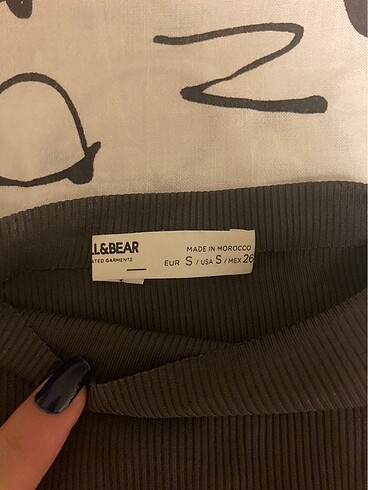 LL&BEAR
ATED GARMENTS
MADE IN MOROCCO
EUR S / USA S / MEX 26